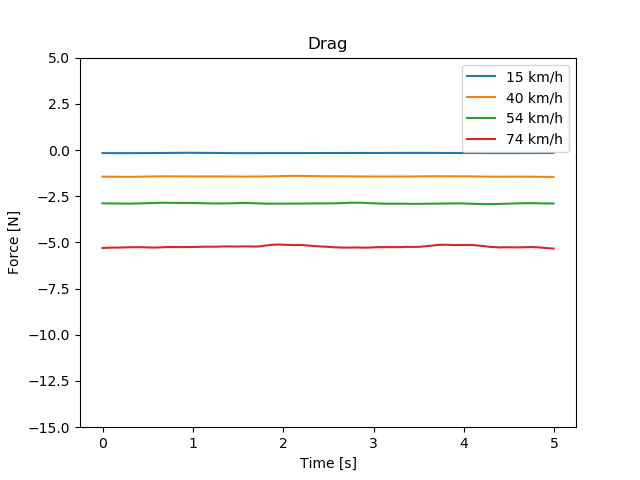 Drag
5.0
2.5
0.0
−2.5
−5.0
−7.5
−10.0
−12.5
−15.0
Force [N]
15 km/h
40 km/h
54 km/h
74 km/h
0 1 2 3 4 5
Time [s]